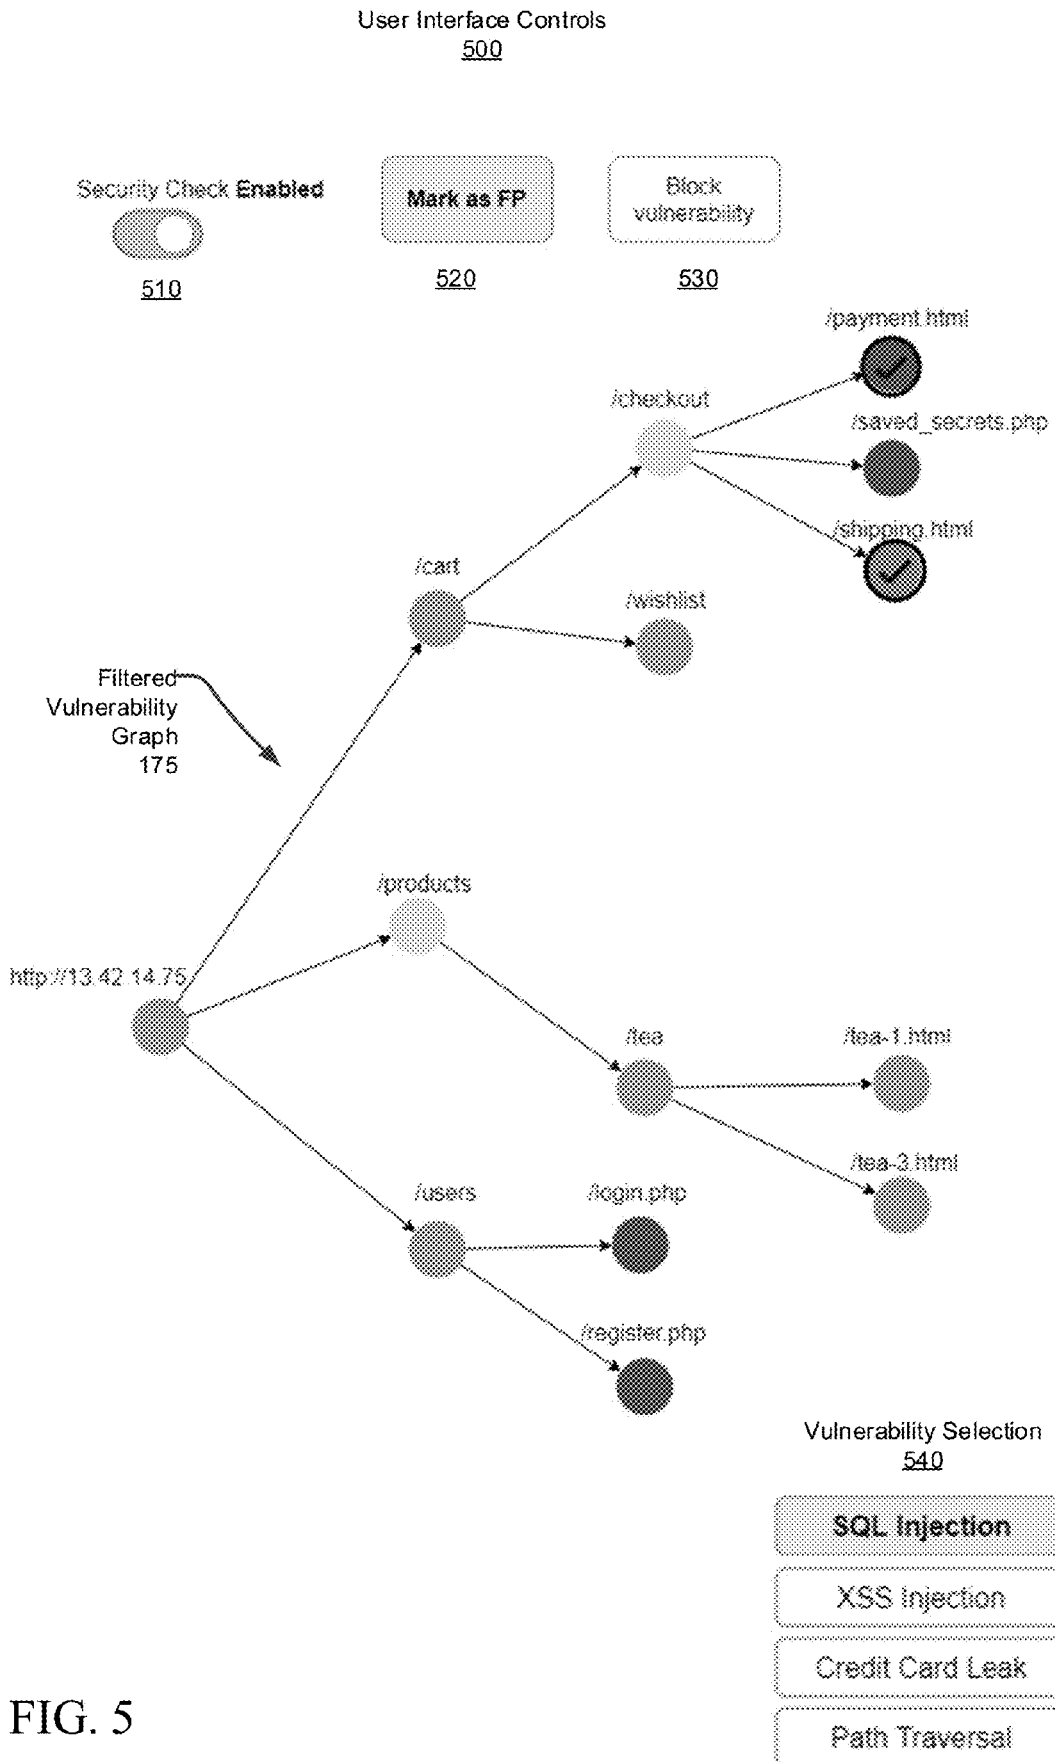 User Interface Controls
500
Security Check Enabled
510
Mark as FP
520
Block
vulnerability
530
/payment.html
/checkout
/saved_secrets.php
/shipping.html
/cart
/wishlist
Filtered
Vulnerability
Graph
175
/products
http://13.42.14.75
/tea
/tea-1.html
/tea-3.html
/users
/login.php
/register.php
Vulnerability Selection
540
SQL Injection
XSS Injection
Credit Card Leak
Path Traversal
FIG. 5